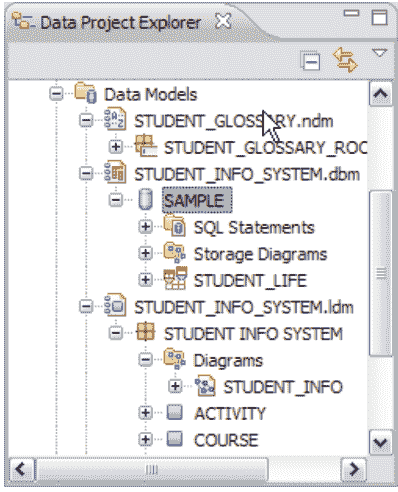 Data Project Explorer
Data Models
STUDENT_GLOSSARY.ndm
STUDENT_GLOSSARY_ROC
STUDENT_INFO_SYSTEM.dbm
SAMPLE
SQL Statements
Storage Diagrams
STUDENT_LIFE
STUDENT_INFO_SYSTEM.ldm
STUDENT INFO SYSTEM
Diagrams
STUDENT_INFO
ACTIVITY
COURSE